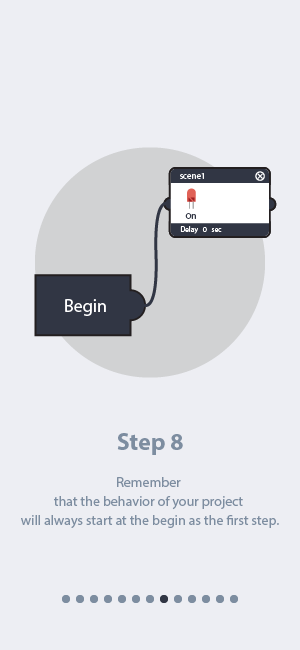 scene1
On
Delay 0 sec
Begin
Step 8
Remember
that the behavior of your project
will always start at the begin as the first step.